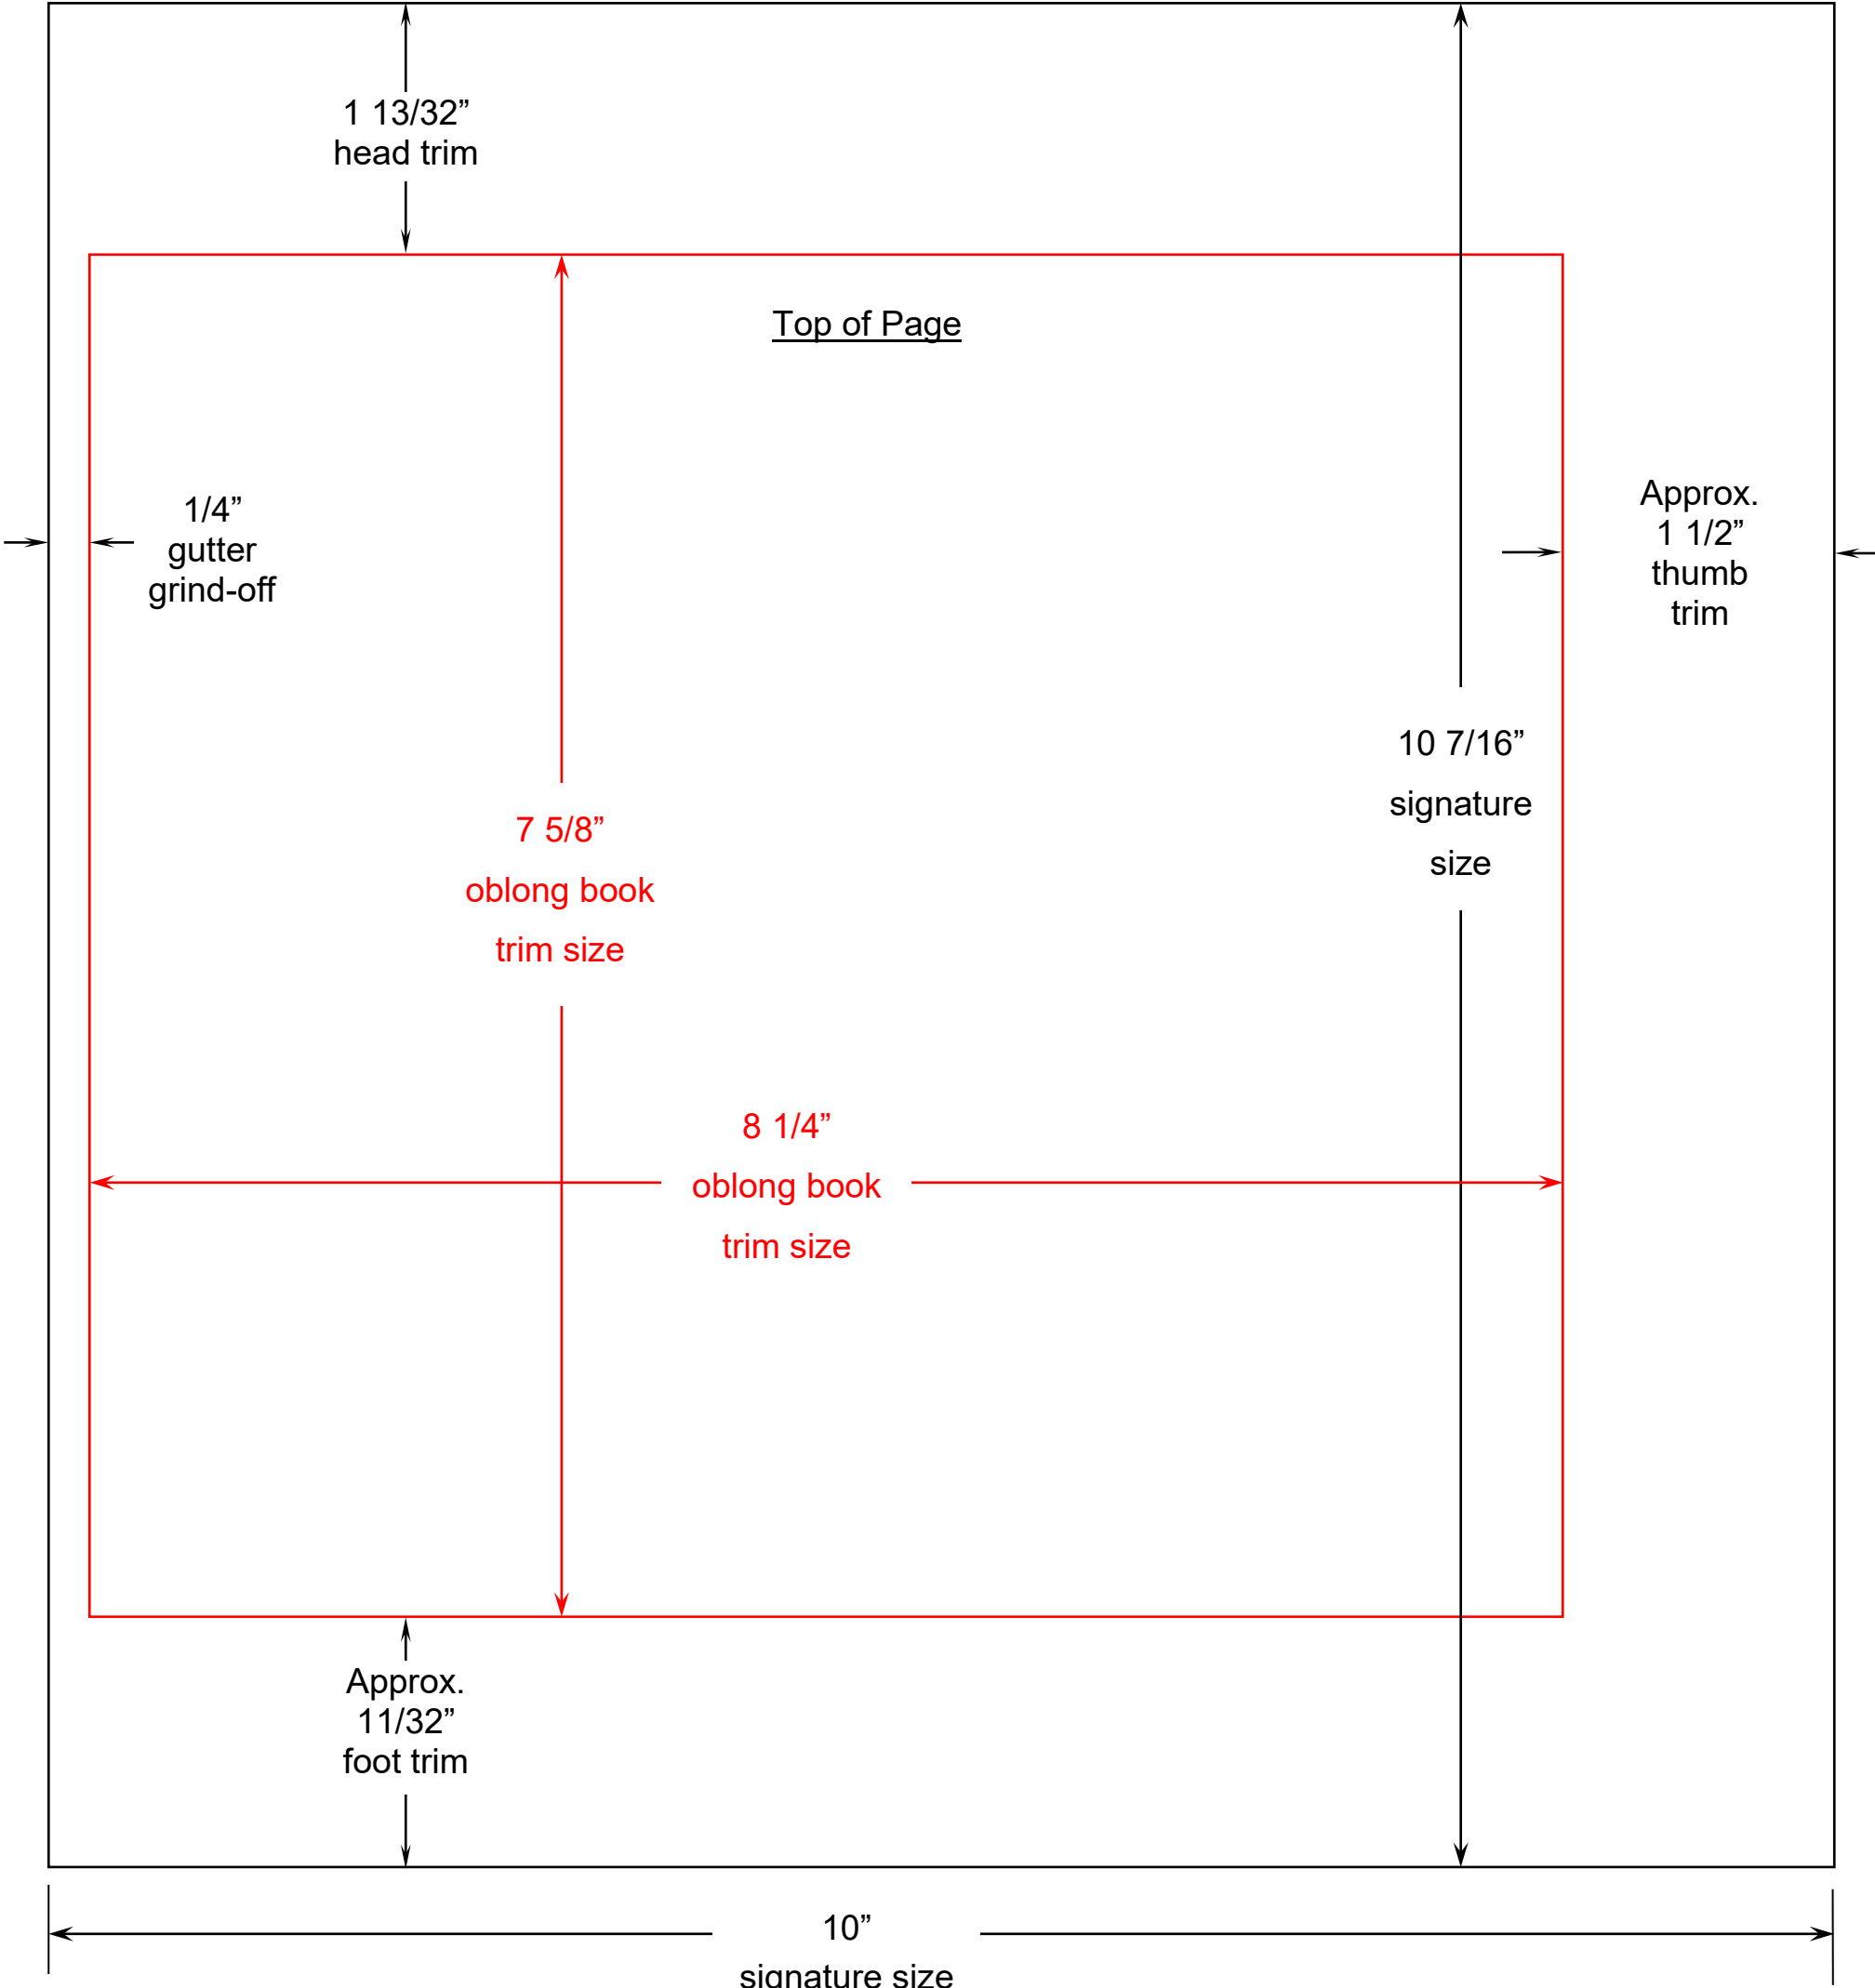 1 13/32”
head trim
Top of Page
1/4”
gutter
grind-off
Approx.
1 1/2”
thumb
trim
10 7/16”
signature
size
7 5/8”
oblong book
trim size
8 1/4”
oblong book
trim size
Approx.
11/32”
foot trim
10”
signature size